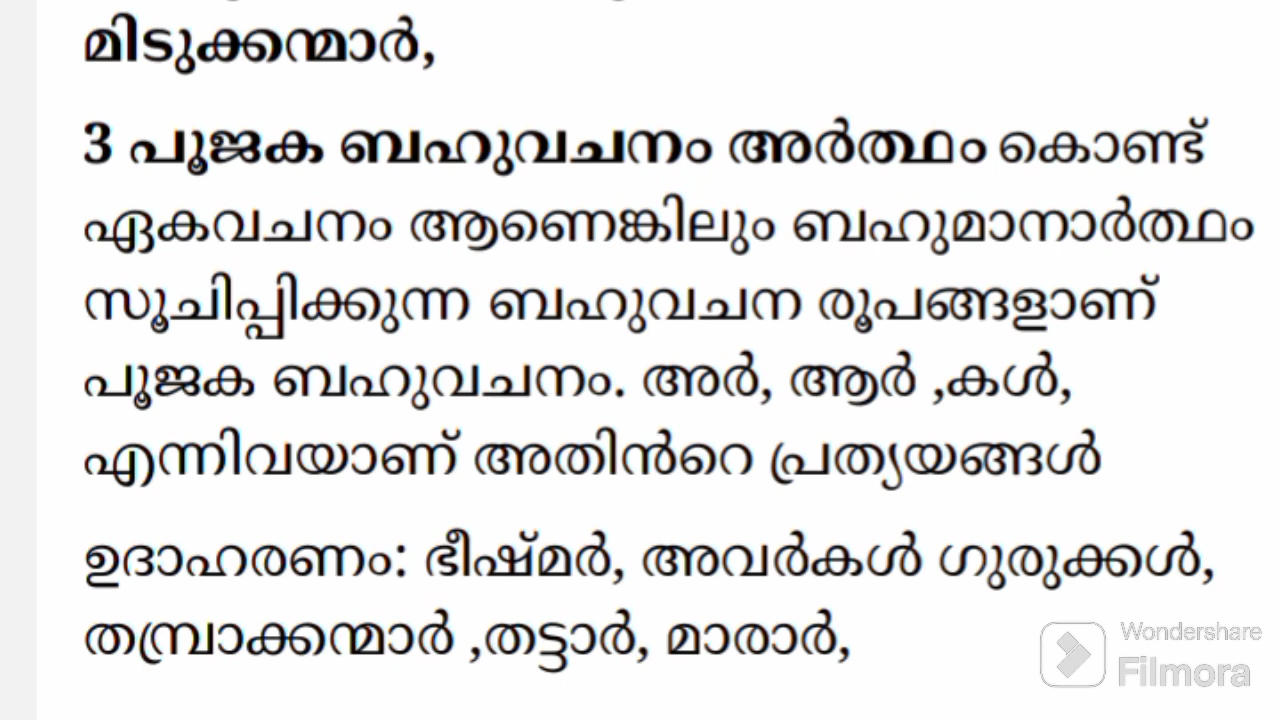 മിടുക്കന്മാർ,
3 പൂജക ബഹുവചനം അർത്ഥം കൊണ്ട്
ഏകവചനം ആണെങ്കിലും ബഹുമാനാർത്ഥം
സൂചിപ്പിക്കുന്ന ബഹുവചന രൂപങ്ങളാണ്
പൂജക ബഹുവചനം. അർ, ആർ ,കൾ,
എന്നിവയാണ് അതിൻറെ പ്രത്യയങ്ങൾ
ഉദാഹരണം: ഭീഷ്മർ, അവർകൾ ഗുരുക്കൾ,
തമ്പ്രാക്കന്മാർ ,തട്ടാർ, മാരാർ,
Wondershare
Filmora